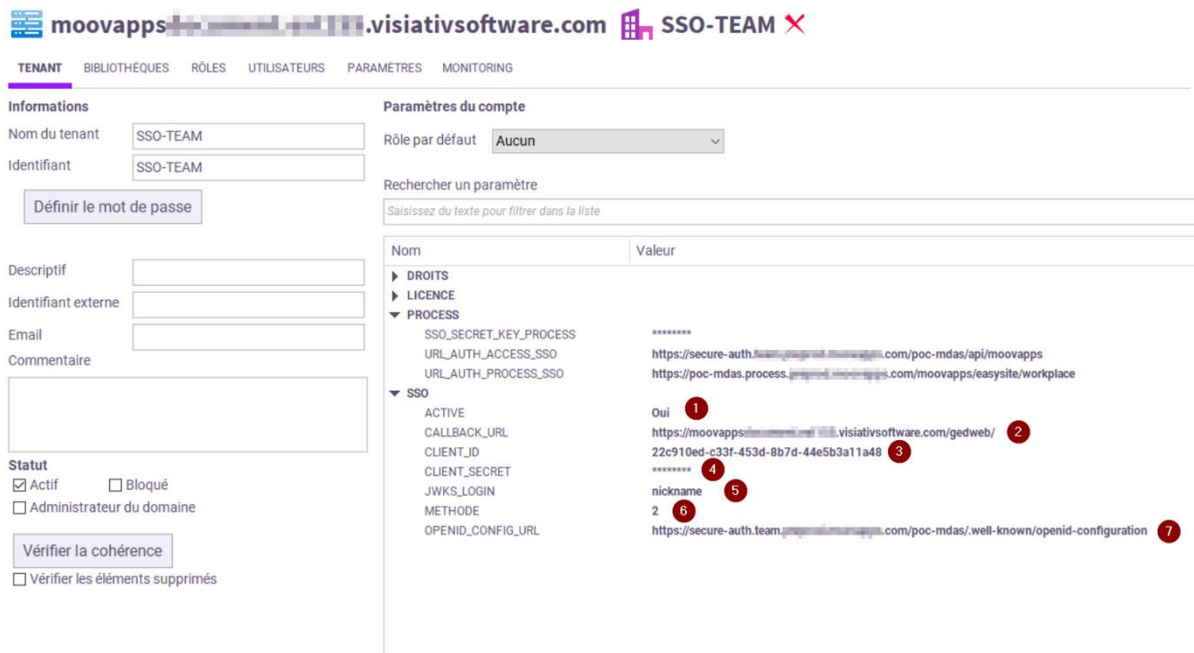 moovapps .visiativsoftware.com SSO-TEAM
TENANT BIBLIOTHÈQUES RÔLES UTILISATEURS PARAMÈTRES MONITORING
Informations
Nom du tenant SSO-TEAM
Identifiant SSO-TEAM
Définir le mot de passe
Descriptif
Identifiant externe
Email
Commentaire
Statut
Actif Bloqué
Administrateur du domaine
Vérifier la cohérence
Vérifier les éléments supprimés
Paramètres du compte
Rôle par défaut Aucun
Rechercher un paramètre
Saisissez du texte pour filtrer dans la liste
Nom Valeur
DROITS
LICENCE
PROCESS
SSO_SECRET_KEY_PROCESS ********
URL_AUTH_ACCESS_SSO https://secure-auth. .com/poc-mdas/api/moovapps
URL_AUTH_PROCESS_SSO https://poc-mdas.process. .com/moovapps/easysite/workplace
SSO
ACTIVE Oui 1
CALLBACK_URL https://moovapps .visiativsoftware.com/gedweb/ 2
CLIENT_ID 22c910ed-c33f-453d-8b7d-44e5b3a11a48 3
CLIENT_SECRET ******** 4
JWKS_LOGIN nickname 5
METHODE 2 6
OPENID_CONFIG_URL https://secure-auth.team. .com/poc-mdas/.well-known/openid-configuration 7